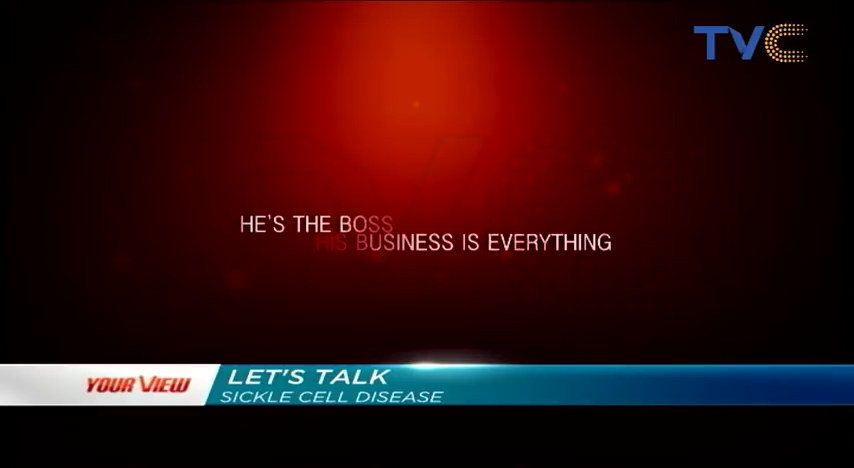 TVC
HE'S THE BOSS
HIS BUSINESS IS EVERYTHING
YOUR VIEW
LET'S TALK
SICKLE CELL DISEASE